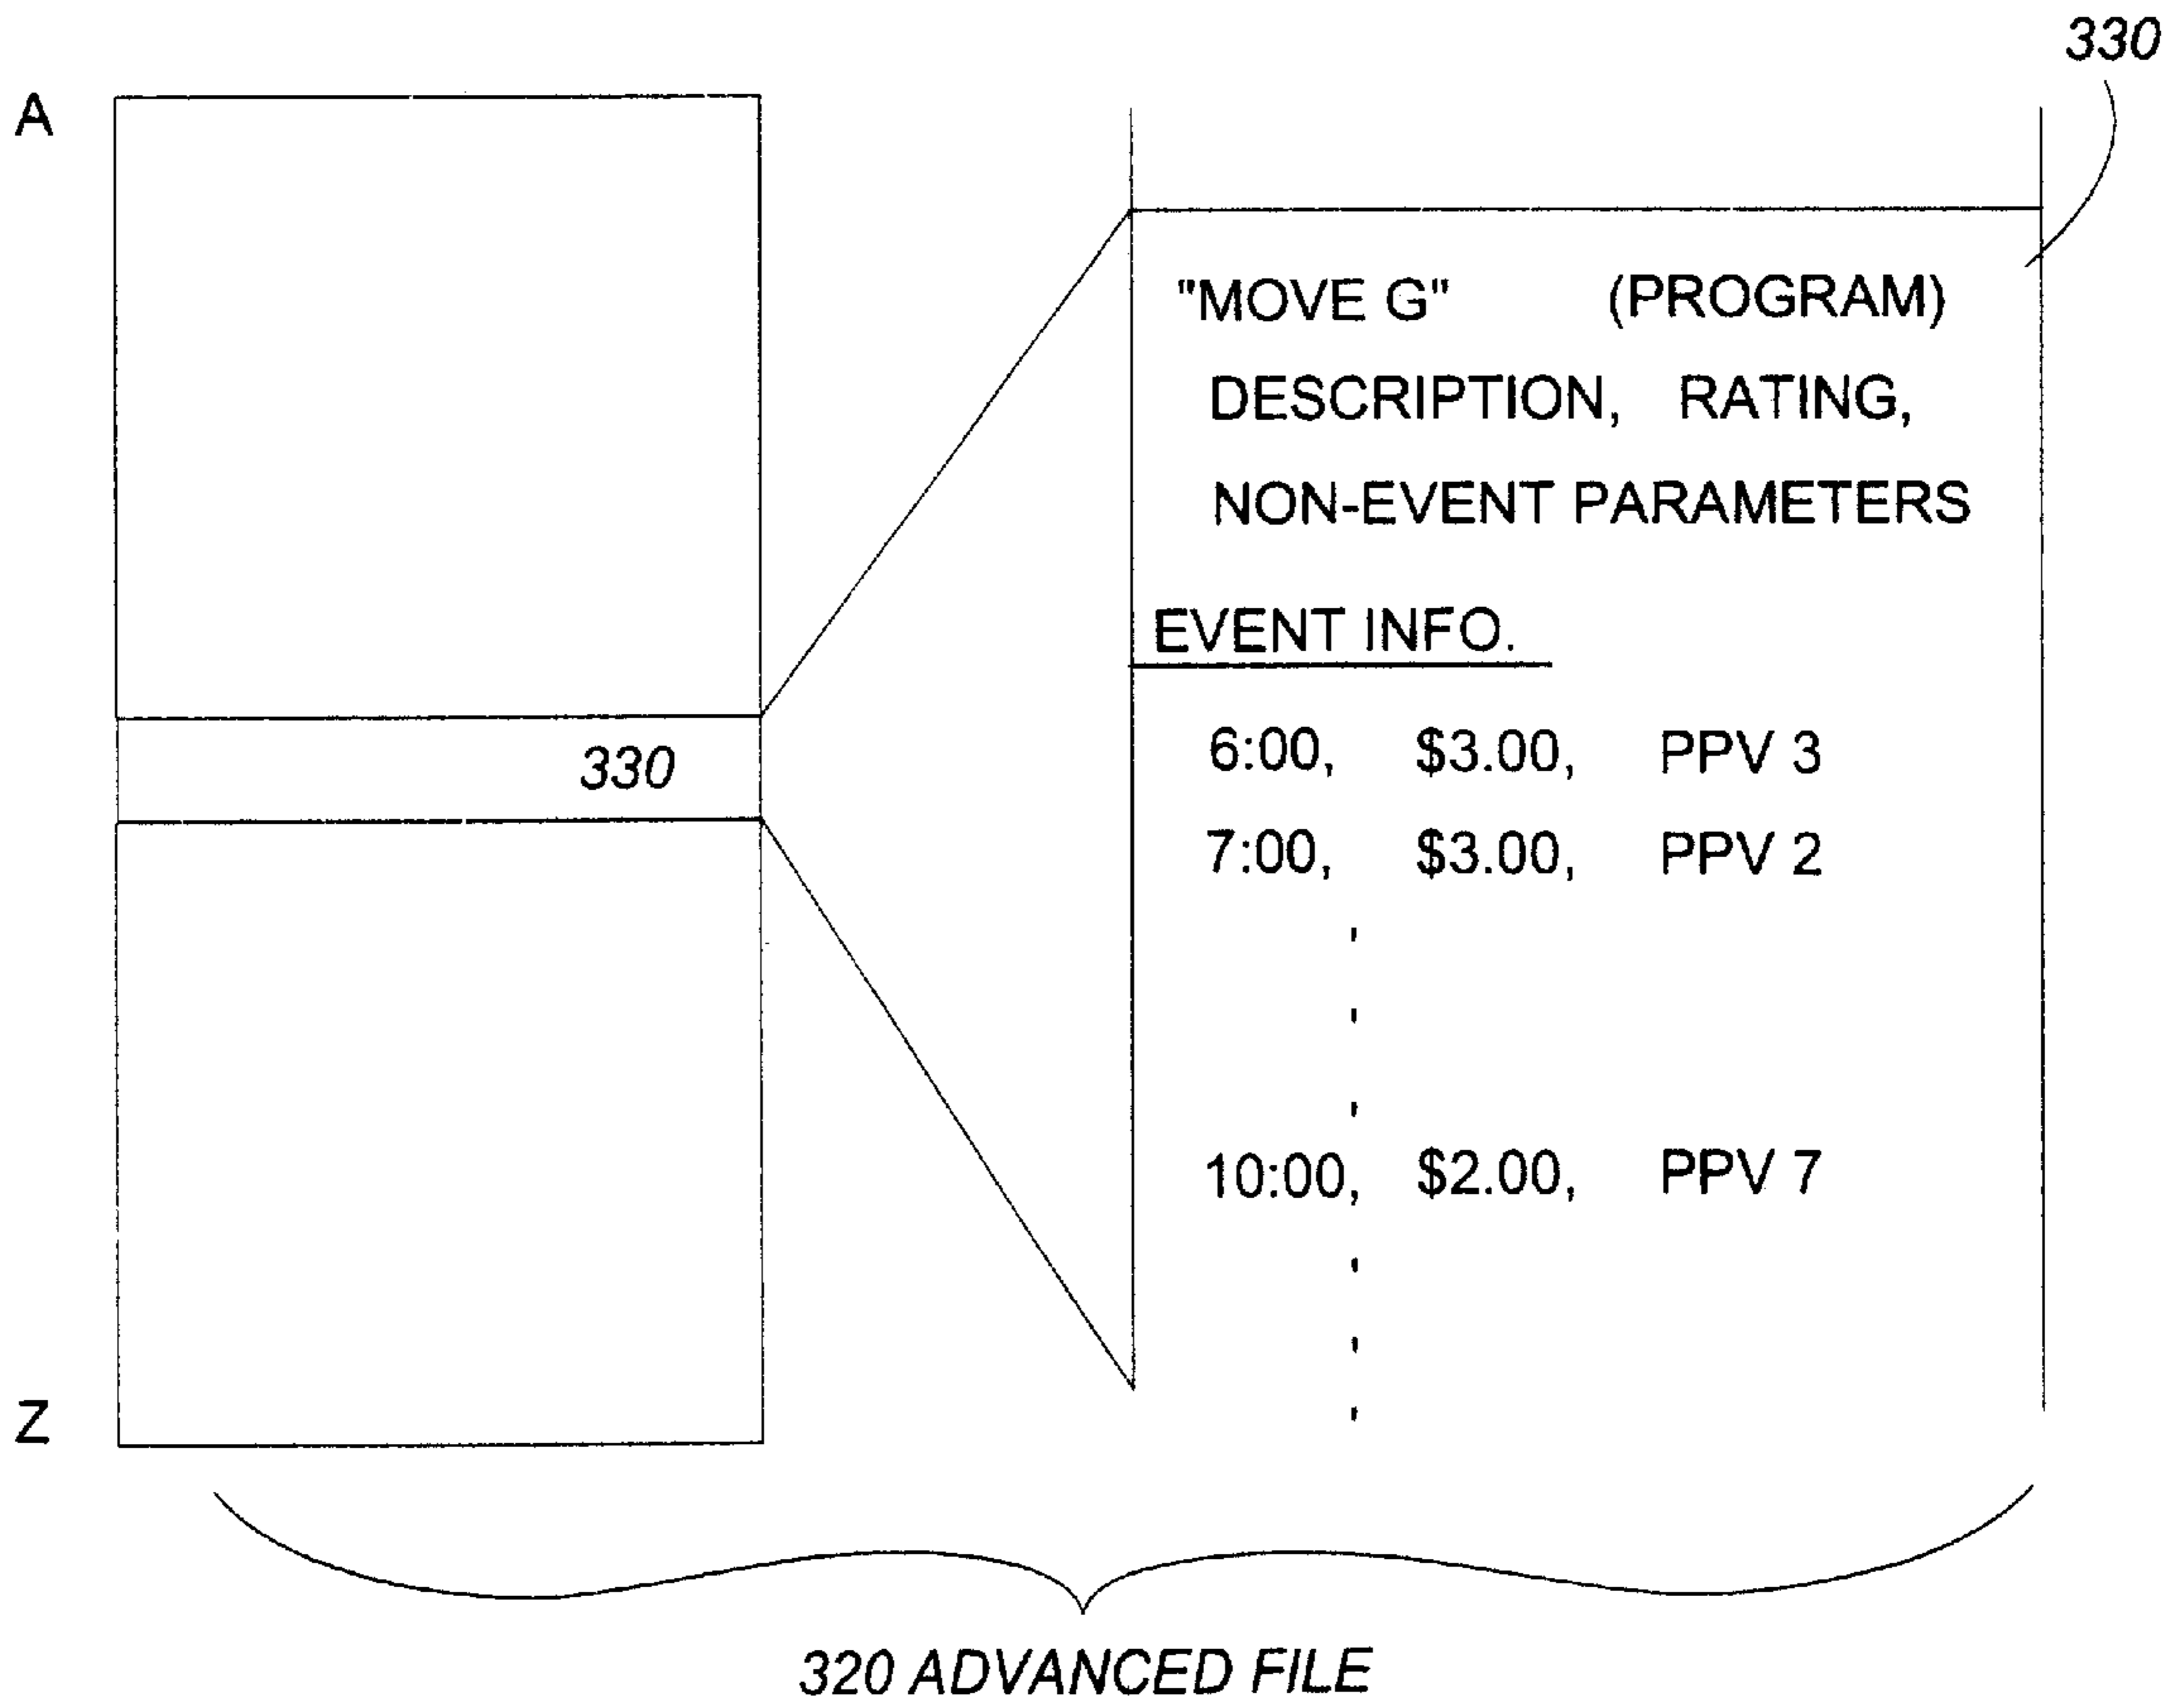 330
A
"MOVE G" (PROGRAM)
DESCRIPTION, RATING,
NON-EVENT PARAMETERS
EVENT INFO.
330
6:00, $3.00, PPV 3
7:00, $3.00, PPV 2
10:00, $2.00, PPV 7
Z
320 ADVANCED FILE